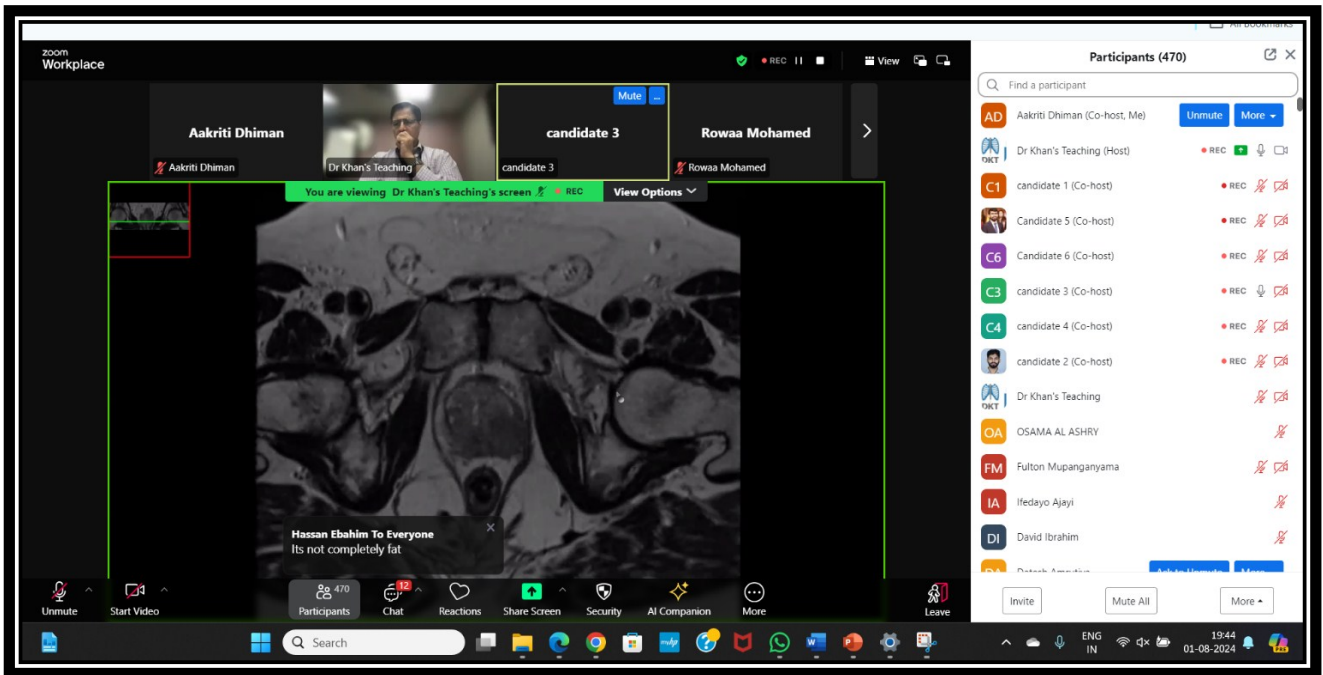 All Bookmarks
zoom
Workplace
REC
View
Participants (470)
Find a participant
Mute
...
Aakriti Dhiman
candidate 3
Rowaa Mohamed
Aakriti Dhiman
Dr Khan's Teaching
candidate 3
Rowaa Mohamed
You are viewing Dr Khan's Teaching's screen
REC
View Options
AD
Aakriti Dhiman (Co-host, Me)
Unmute
More
DKT
Dr Khan's Teaching (Host)
REC
C1
candidate 1 (Co-host)
REC
Candidate 5 (Co-host)
REC
C6
Candidate 6 (Co-host)
REC
C3
candidate 3 (Co-host)
REC
C4
candidate 4 (Co-host)
REC
candidate 2 (Co-host)
REC
DKT
Dr Khan's Teaching
OA
OSAMA AL ASHRY
FM
Fulton Mupanganyama
IA
Ifedayo Ajayi
DI
David Ibrahim
Hassan Ebahim To Everyone
Its not completely fat
Unmute
Start Video
470
Participants
12
Chat
Reactions
Share Screen
Security
AI Companion
More
Leave
Invite
Mute All
More
Search
ENG
IN
19:44
01-08-2024